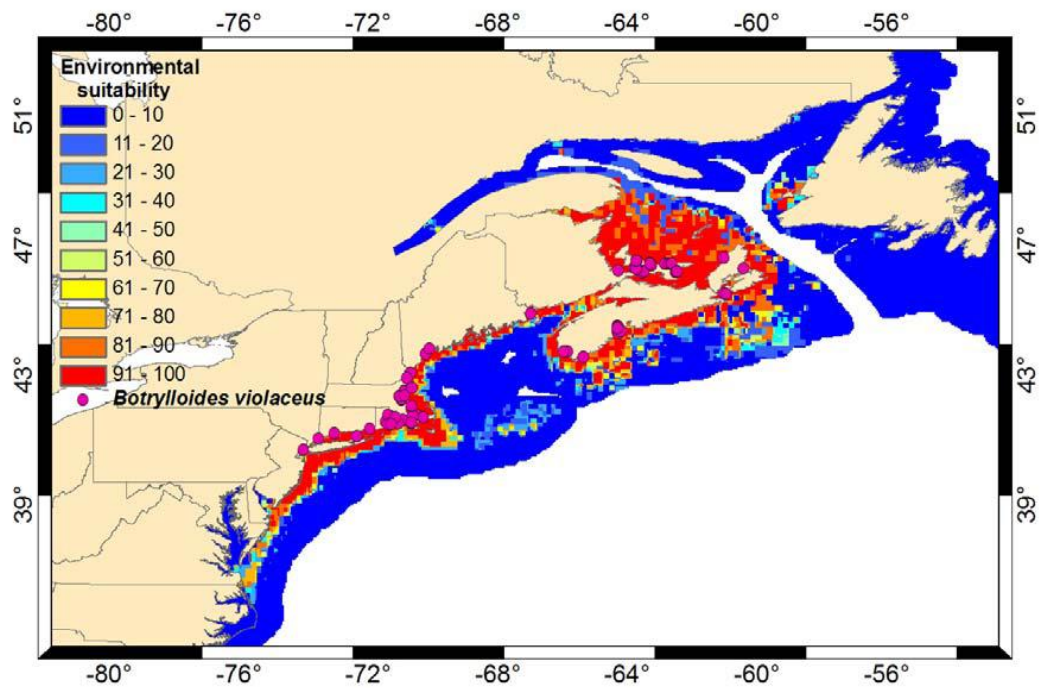 -80° -76° -72° -68° -64° -60° -56°
Environmental
suitability
0 - 10
11 - 20
21 - 30
31 - 40
41 - 50
51 - 60
61 - 70
71 - 80
81 - 90
91 - 100
Botrylloides violaceus
51°
47°
43°
39°
51°
47°
43°
39°
-80° -76° -72° -68° -64° -60° -56°